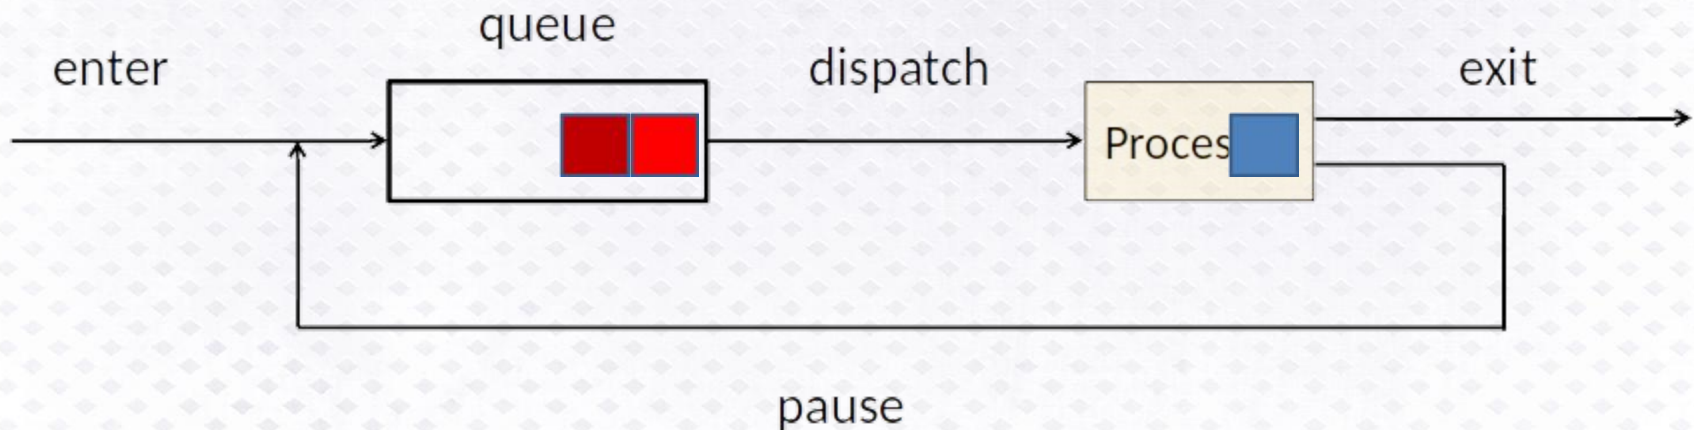 queue
enter
dispatch
exit
Proces
pause